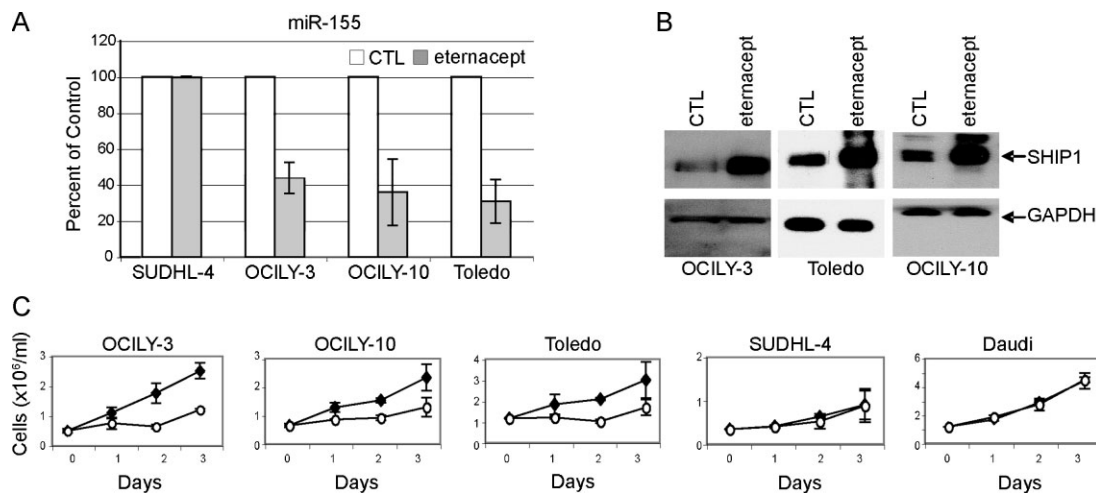 A
miR-155
Percent of Control
120
100
80
60
40
20
0
CTL
eternacept
SUDHL-4
OCILY-3
OCILY-10
Toledo
B
CTL
eternacept
CTL
eternacept
CTL
eternacept
SHIP1
GAPDH
OCILY-3
Toledo
OCILY-10
C
Cells (x10⁶/ml)
OCILY-3
3
2
1
0
0 1 2 3
Days
OCILY-10
3
2
1
0
0 1 2 3
Days
Toledo
4
3
2
1
0
0 1 2 3
Days
SUDHL-4
2
1
0
0 1 2 3
Days
Daudi
6
4
2
0
0 1 2 3
Days